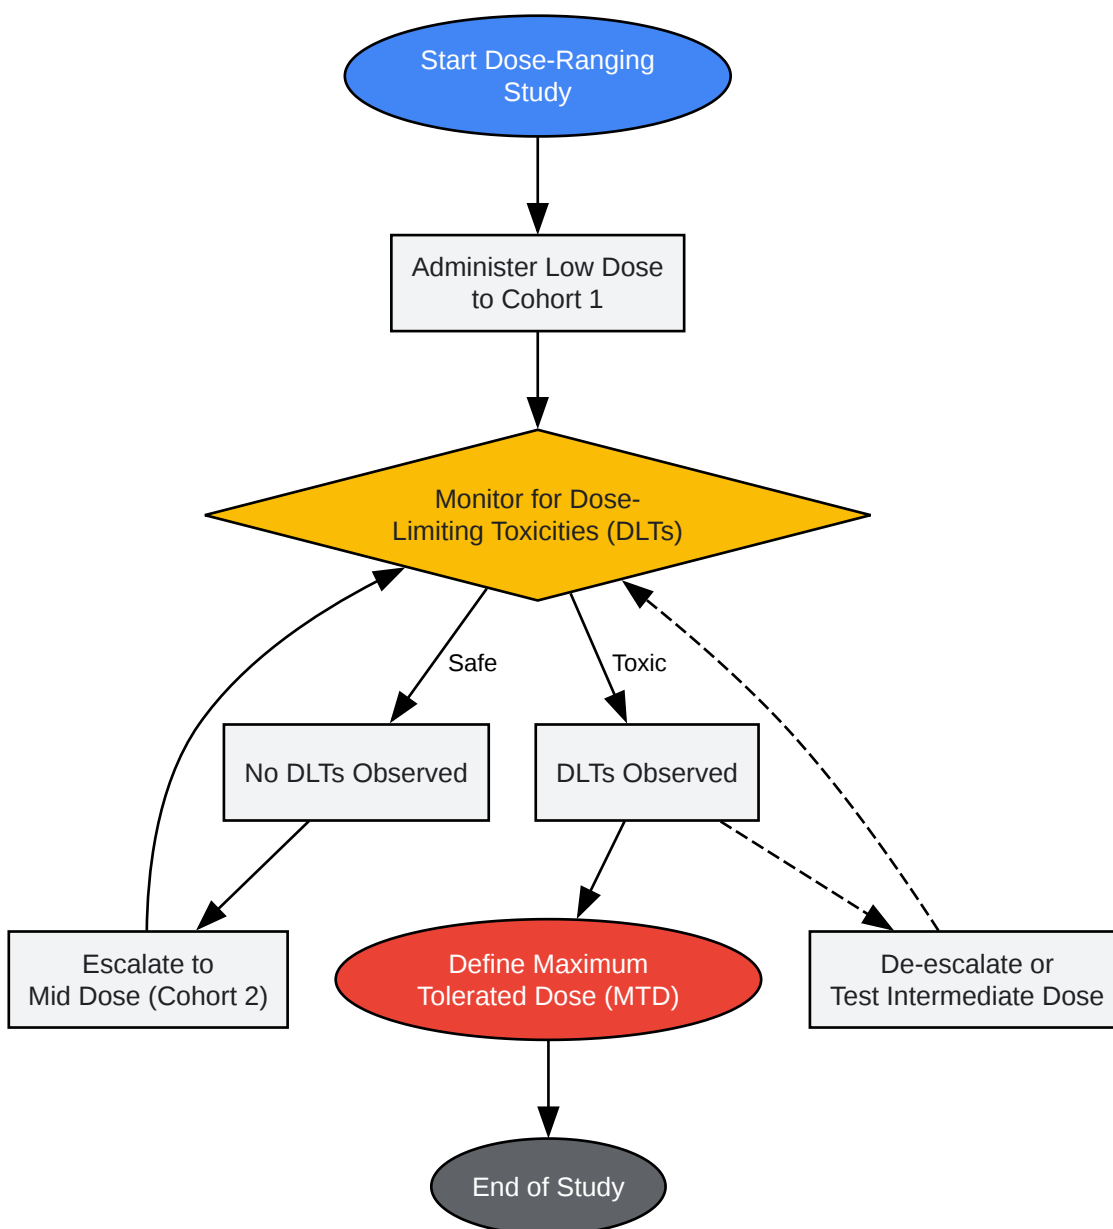 Start Dose-Ranging
Study
Administer Low Dose
to Cohort 1
Monitor for Dose-
Limiting Toxicities (DLTs)
Safe
Toxic
No DLTs Observed
DLTs Observed
Escalate to
Mid Dose (Cohort 2)
Define Maximum
Tolerated Dose (MTD)
De-escalate or
Test Intermediate Dose
End of Study